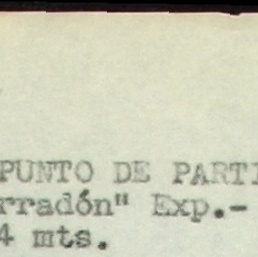 PUNTO DE PARTI
rradón" Exp.-
4 mts.